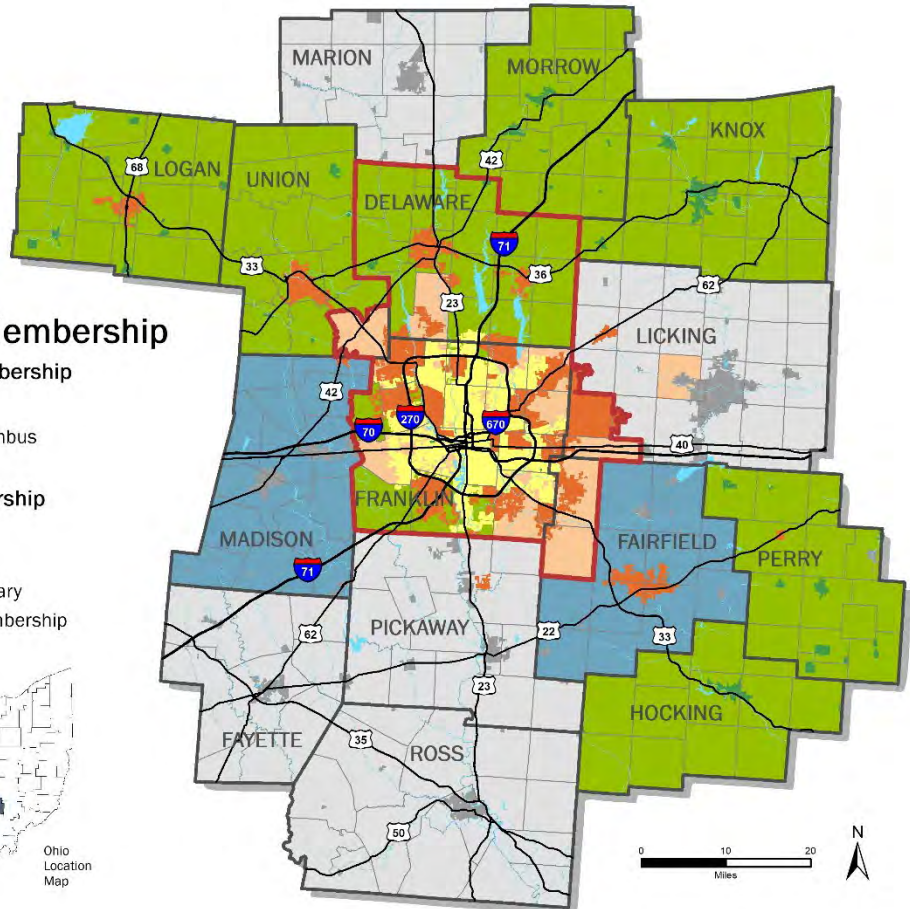 MARION
MORROW
KNOX
68
LOGAN
UNION
42
DELAWARE
71
33
36
23
62
embership
LICKING
bership
42
nbus
70
270
670
40
rship
FRANKLIN
MADISON
FAIRFIELD
PERRY
71
ary
mbership
62
PICKAWAY
22
33
23
HOCKING
FAYETTE
35
ROSS
50
Ohio
Location
Map
0 10 20
Miles
N